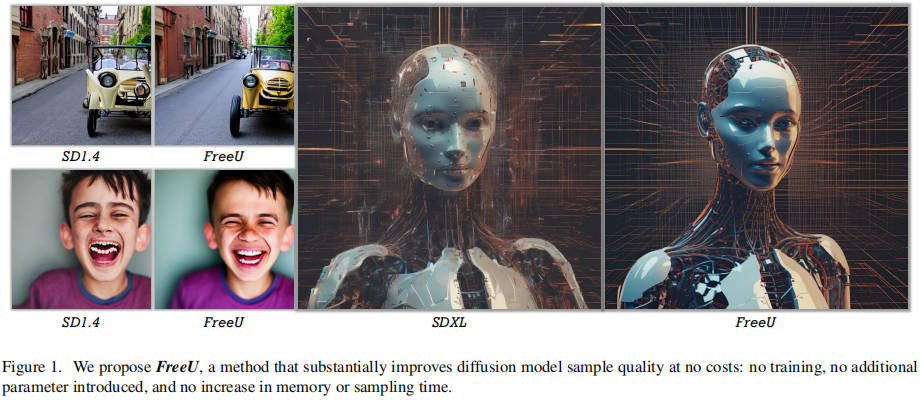 SD1.4
FreeU
SD1.4
FreeU
SDXL
FreeU
Figure 1. We propose FreeU, a method that substantially improves diffusion model sample quality at no costs: no training, no additional
parameter introduced, and no increase in memory or sampling time.